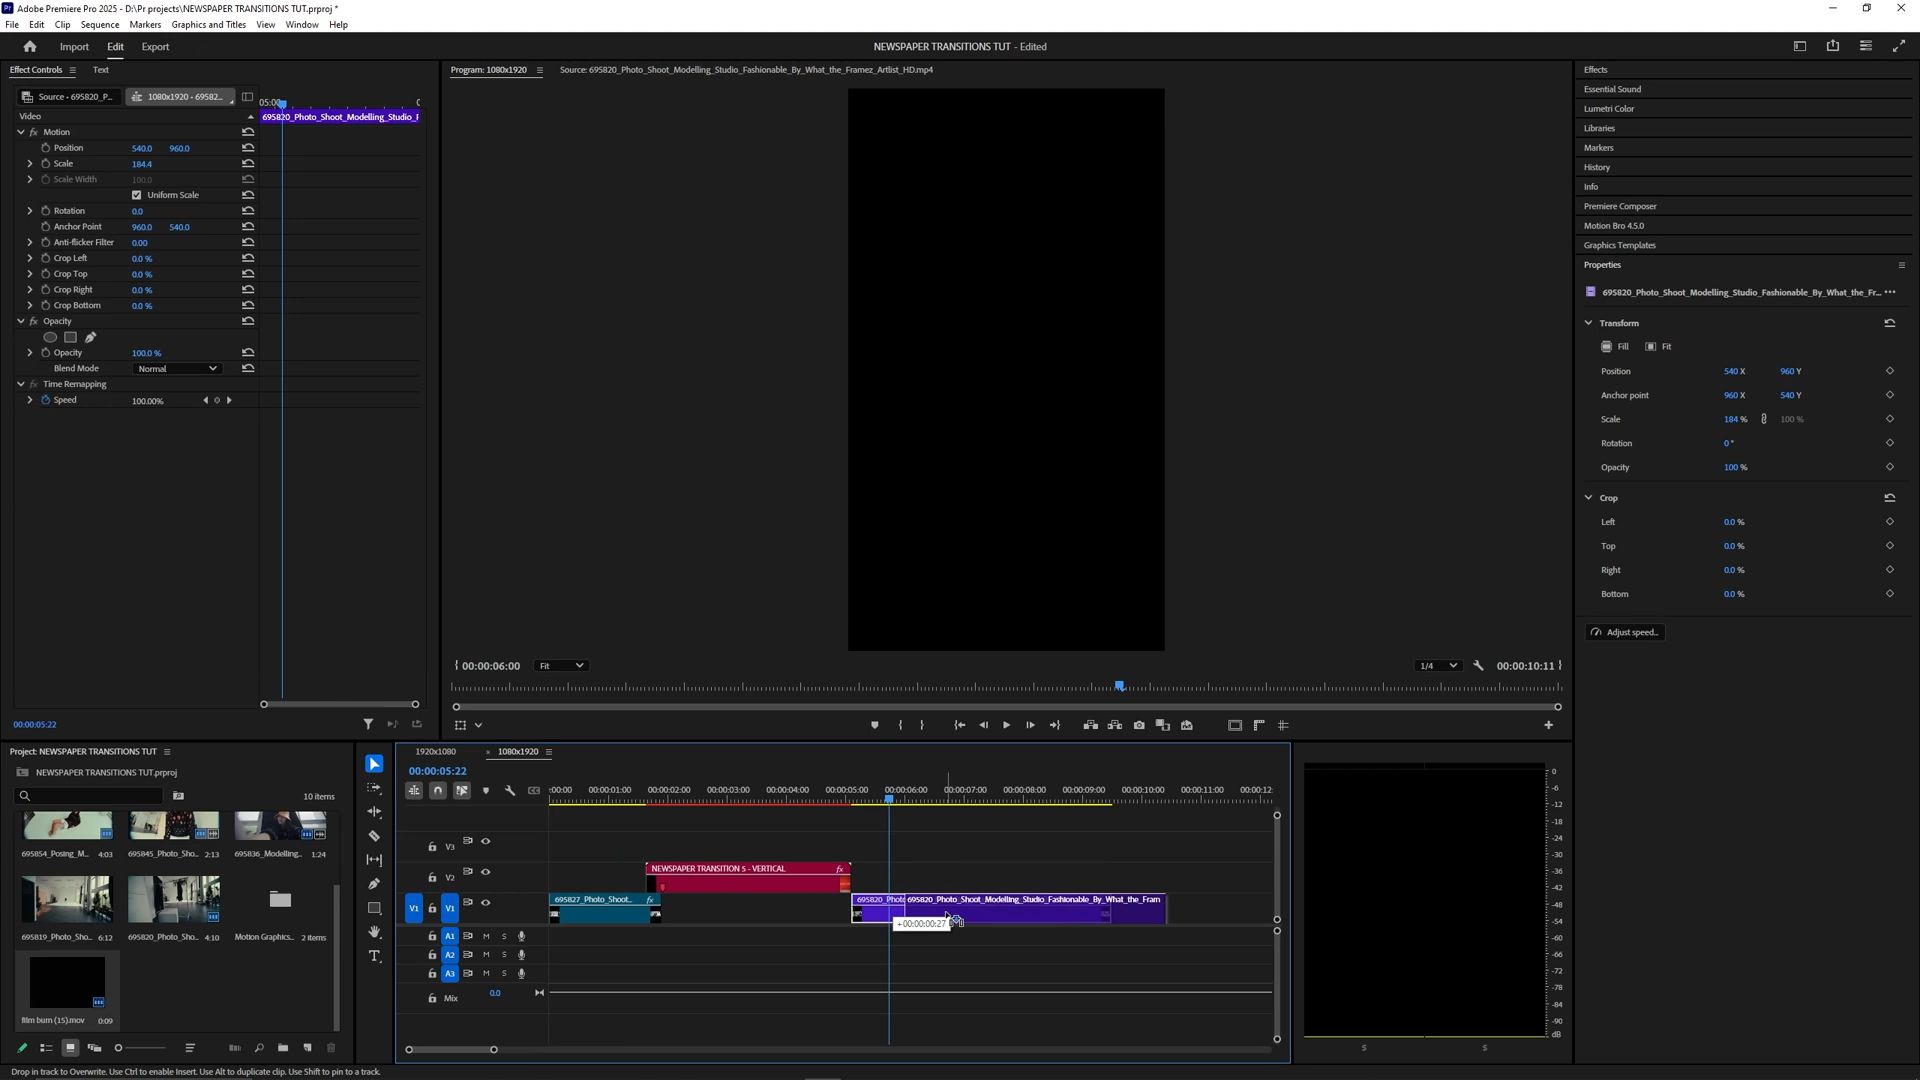 Adobe Premiere Pro 2025 - D:\Pr projects\NEWSPAPER TRANSITIONS TUT.prproj *
File Edit Clip Sequence Markers Graphics and Titles View Window Help
Import Edit Export
NEWSPAPER TRANSITIONS TUT - Edited
Effect Controls Text
Program: 1080x1920
Source: 695820_Photo_Shoot_Modelling_Studio_Fashionable_By_What_the_Framez_Artlist_HD.mp4
Source • 695820_P...
1080x1920 • 69582...
Video
695820_Photo_Shoot_Modelling_Studio_F
Motion
Position 540.0 960.0
Scale 184.4
Scale Width 100.0
Uniform Scale
Rotation 0.0
Anchor Point 960.0 540.0
Anti-flicker Filter 0.00
Crop Left 0.0 %
Crop Top 0.0 %
Crop Right 0.0 %
Crop Bottom 0.0 %
Opacity
Opacity 100.0 %
Blend Mode Normal
Time Remapping
Speed 100.00%
00:00:05:22
00:00:06:00 Fit
1/4 00:00:10:11
Effects
Essential Sound
Lumetri Color
Libraries
Markers
History
Info
Premiere Composer
Motion Bro 4.5.0
Graphics Templates
Properties
695820_Photo_Shoot_Modelling_Studio_Fashionable_By_What_the_Fr...
Transform
Fill Fit
Position 540 X 960 Y
Anchor point 960 X 540 Y
Scale 184 % 100 %
Rotation 0 °
Opacity 100 %
Crop
Left 0.0 %
Top 0.0 %
Right 0.0 %
Bottom 0.0 %
Adjust speed...
Project: NEWSPAPER TRANSITIONS TUT
NEWSPAPER TRANSITIONS TUT.prproj
10 items
695854_Posing_M... 4:03
695845_Photo_Sho... 2:13
695836_Modelling... 1:24
695819_Photo_Sho... 6:12
695820_Photo_Sho... 4:10
Motion Graphics... 2 items
film burn (15).mov 0:09
1920x1080
× 1080x1920
00:00:05:22
:00:00 00:00:01:00 00:00:02:00 00:00:03:00 00:00:04:00 00:00:05:00 00:00:06:00 00:00:07:00 00:00:08:00 00:00:09:00 00:00:10:00 00:00:11:00 00:00:12:
V3
V2
NEWSPAPER TRANSITION 5 - VERTICAL fx
V1 V1
695827_Photo_Shoot... fx
695820_Photo
695820_Photo_Shoot_Modelling_Studio_Fashionable_By_What_the_Fram
+00:00:00:27
A1 M S
A2 M S
A3 M S
Mix 0.0
0
-6
-12
-18
-24
-30
-36
-42
-48
-54
-60
-66
-72
-78
-84
-90
dB
S S
Drop in track to Overwrite. Use Ctrl to enable Insert. Use Alt to duplicate clip. Use Shift to pin to a track.